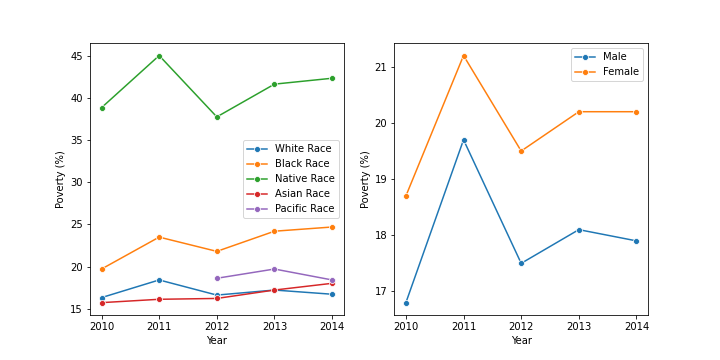 45
40
35
30
25
20
15
Poverty (%)
2010 2011 2012 2013 2014
Year
White Race
Black Race
Native Race
Asian Race
Pacific Race
21
20
19
18
17
Poverty (%)
2010 2011 2012 2013 2014
Year
Male
Female